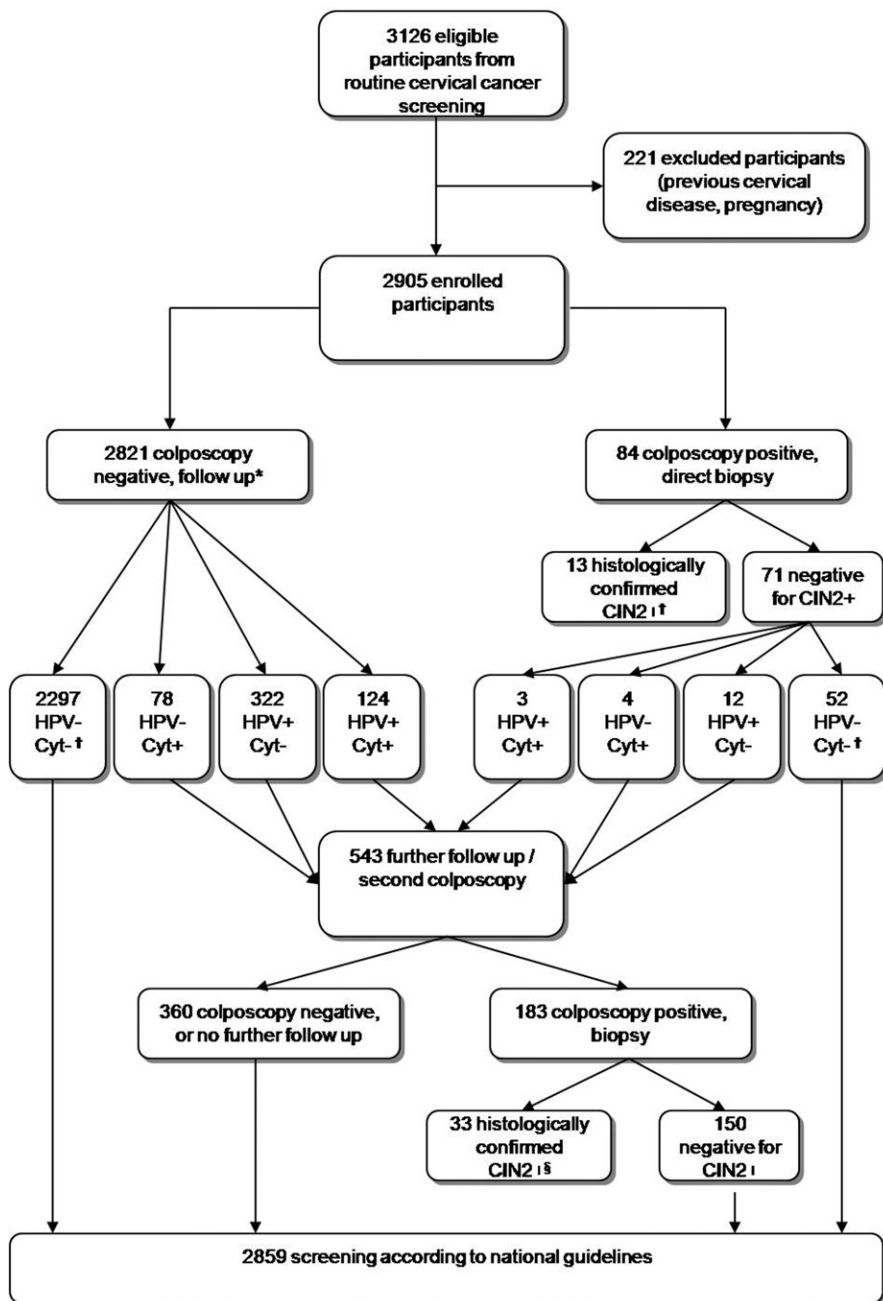 3126 eligible
participants from
routine cervical cancer
screening
221 excluded participants
(previous cervical
disease, pregnancy)
2905 enrolled
participants
2821 colposcopy
negative, follow up*
84 colposcopy positive,
direct biopsy
13 histologically
confirmed
CIN2 ı†
71 negative
for CIN2+
2297
HPV-
Cyt- †
78
HPV-
Cyt+
322
HPV+
Cyt-
124
HPV+
Cyt+
3
HPV+
Cyt+
4
HPV-
Cyt+
12
HPV+
Cyt-
52
HPV-
Cyt- †
543 further follow up /
second colposcopy
360 colposcopy negative,
or no further follow up
183 colposcopy positive,
biopsy
33 histologically
confirmed
CIN2 ı§
150
negative for
CIN2 ı
2859 screening according to national guidelines